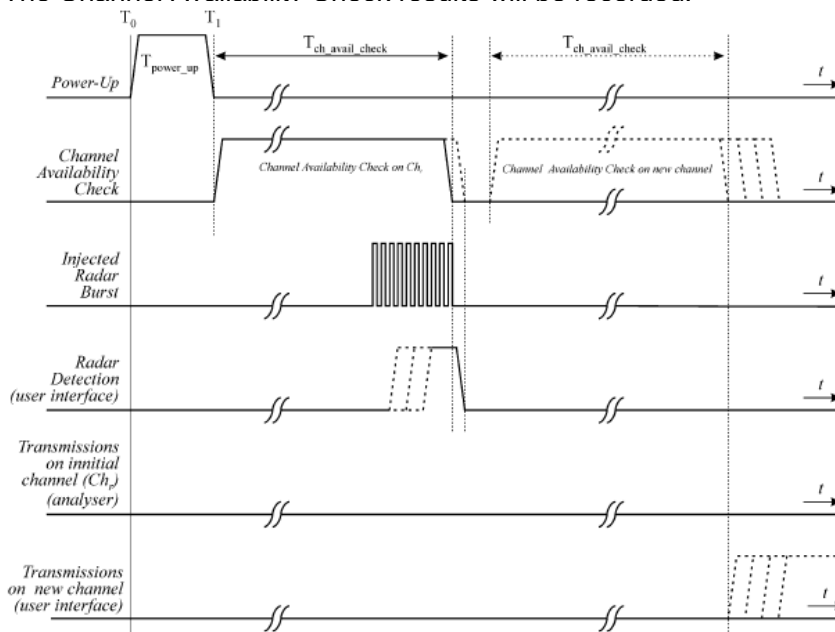 The Channel Availability Check results will be recorded.
T0 T1
Tch_avail_check Tch_avail_check
Tpower_up
Power-Up
t
Channel
Availability
Check
Channel Availability Check on Chr
Channel Availability Check on new channel
t
Injected
Radar
Burst
t
Radar
Detection
(user interface)
t
Transmissions
on innitial
channel (Chr)
(analyser)
t
Transmissions
on new channel
(user interface)
t